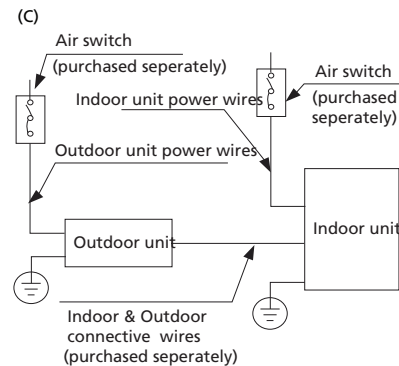 (C)
Air switch
(purchased seperately)
Indoor unit power wires
Air switch
(purchased
seperately)
Outdoor unit power wires
Outdoor unit
Indoor unit
Indoor & Outdoor
connective wires
(purchased seperately)